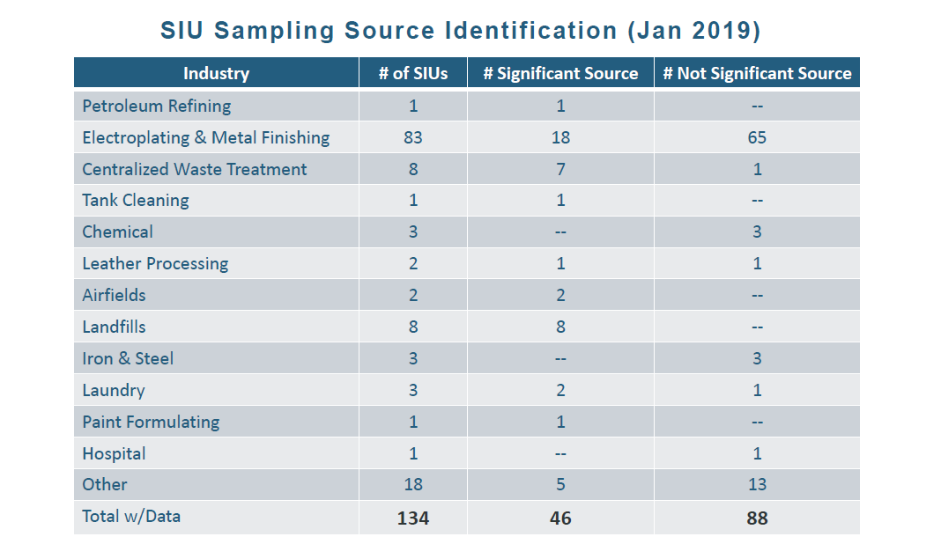 SIU Sampling Source Identification (Jan 2019)
Industry # of SIUs # Significant Source # Not Significant Source
Petroleum Refining 1 1 --
Electroplating & Metal Finishing 83 18 65
Centralized Waste Treatment 8 7 1
Tank Cleaning 1 1 --
Chemical 3 -- 3
Leather Processing 2 1 1
Airfields 2 2 --
Landfills 8 8 --
Iron & Steel 3 -- 3
Laundry 3 2 1
Paint Formulating 1 1 --
Hospital 1 -- 1
Other 18 5 13
Total w/Data 134 46 88